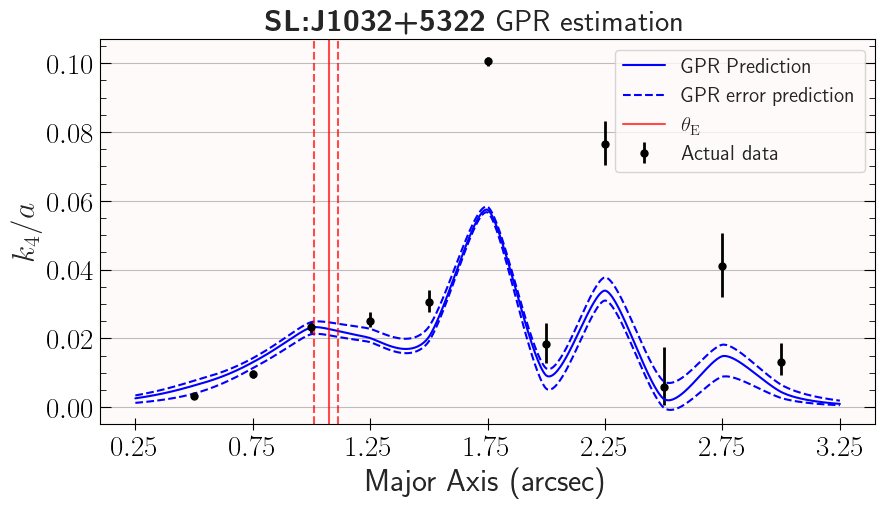 SL:J1032+5322 GPR estimation
k₄/a
0.10
0.08
0.06
0.04
0.02
0.00
0.25 0.75 1.25 1.75 2.25 2.75 3.25
Major Axis (arcsec)
GPR Prediction
GPR error prediction
θ_E
Actual data